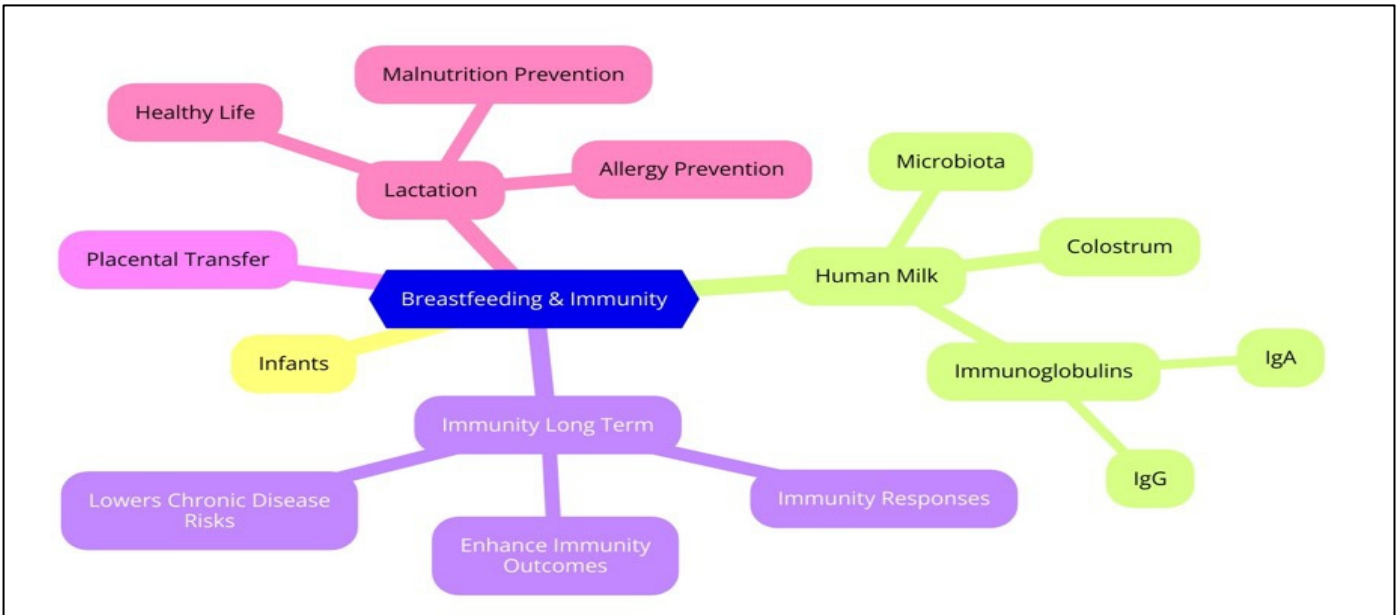 Malnutrition Prevention
Healthy Life
Allergy Prevention
Lactation
Microbiota
Colostrum
Placental Transfer
Human Milk
Breastfeeding & Immunity
Infants
Immunoglobulins
IgA
Immunity Long Term
IgG
Lowers Chronic Disease
Risks
Immunity Responses
Enhance Immunity
Outcomes